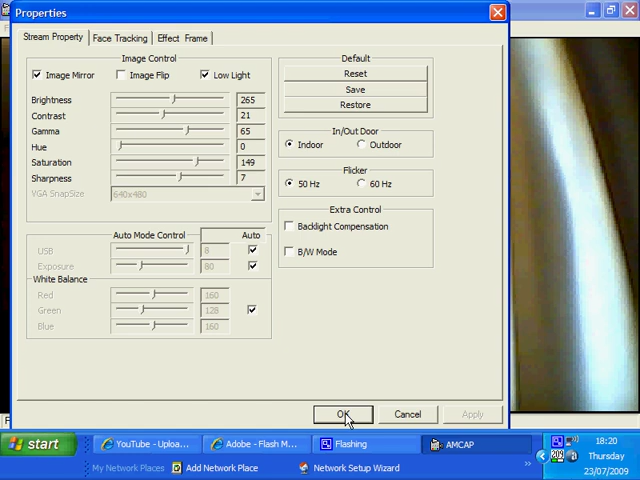 Properties
Stream Property
Face Tracking
Effect Frame
Image Control
Image Mirror
Image Flip
Low Light
Brightness 265
Contrast 21
Gamma 65
Hue 0
Saturation 149
Sharpness 7
VGA SnapSize 640x480
Auto Mode Control Auto
USB 8
Exposure 80
White Balance
Red 160
Green 128
Blue 160
Default
Reset
Save
Restore
In/Out Door
Indoor
Outdoor
Flicker
50 Hz
60 Hz
Extra Control
Backlight Compensation
B/W Mode
OK
Cancel
Apply
start
YouTube - Uploa...
Adobe - Flash M...
Flashing
AMCAP
My Network Places
Add Network Place
Network Setup Wizard
18:20
Thursday
23/07/2009